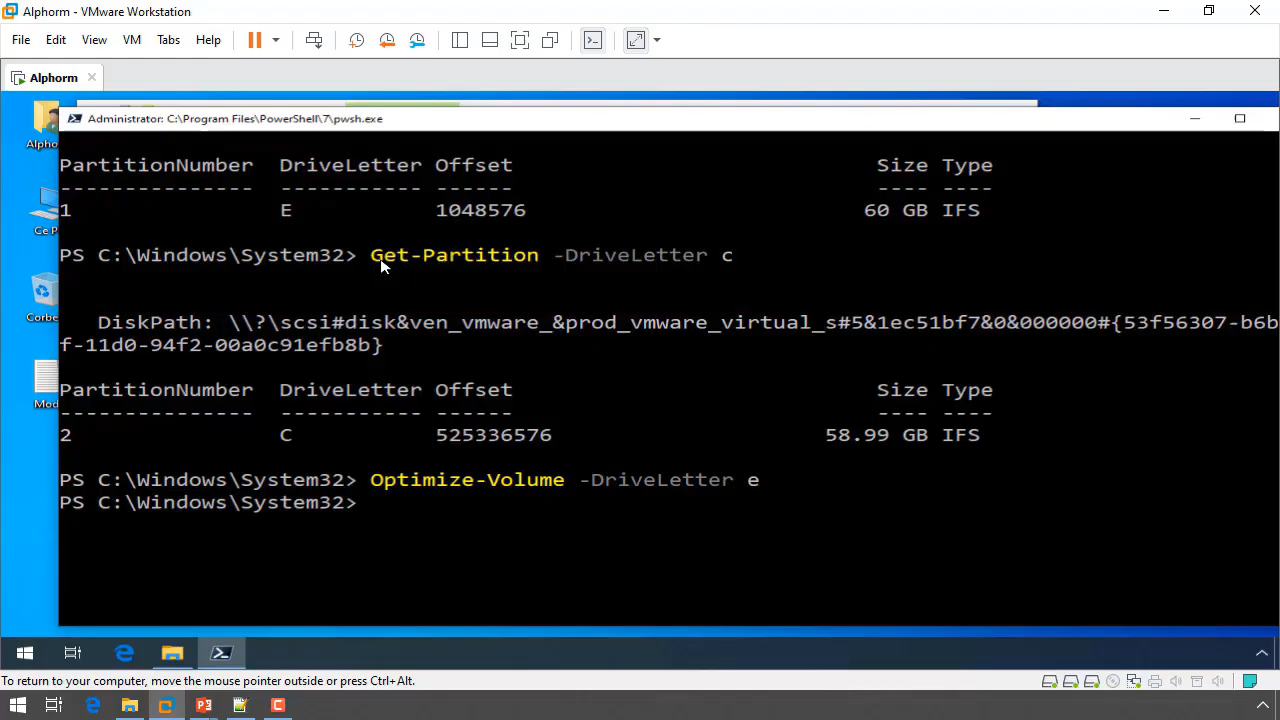 Alphorm - VMware Workstation
File Edit View VM Tabs Help
Alphorm
Administrator: C:\Program Files\PowerShell\7\pwsh.exe
Alpho
Ce P
Corbe
Mod
PartitionNumber DriveLetter Offset Size Type
--------------- ----------- ------ ---- ----
1 E 1048576 60 GB IFS
PS C:\Windows\System32> Get-Partition -DriveLetter c
DiskPath: \\?\scsi#disk&ven_vmware_&prod_vmware_virtual_s#5&1ec51bf7&0&000000#{53f56307-b6b
f-11d0-94f2-00a0c91efb8b}
PartitionNumber DriveLetter Offset Size Type
--------------- ----------- ------ ---- ----
2 C 525336576 58.99 GB IFS
PS C:\Windows\System32> Optimize-Volume -DriveLetter e
PS C:\Windows\System32>
To return to your computer, move the mouse pointer outside or press Ctrl+Alt.